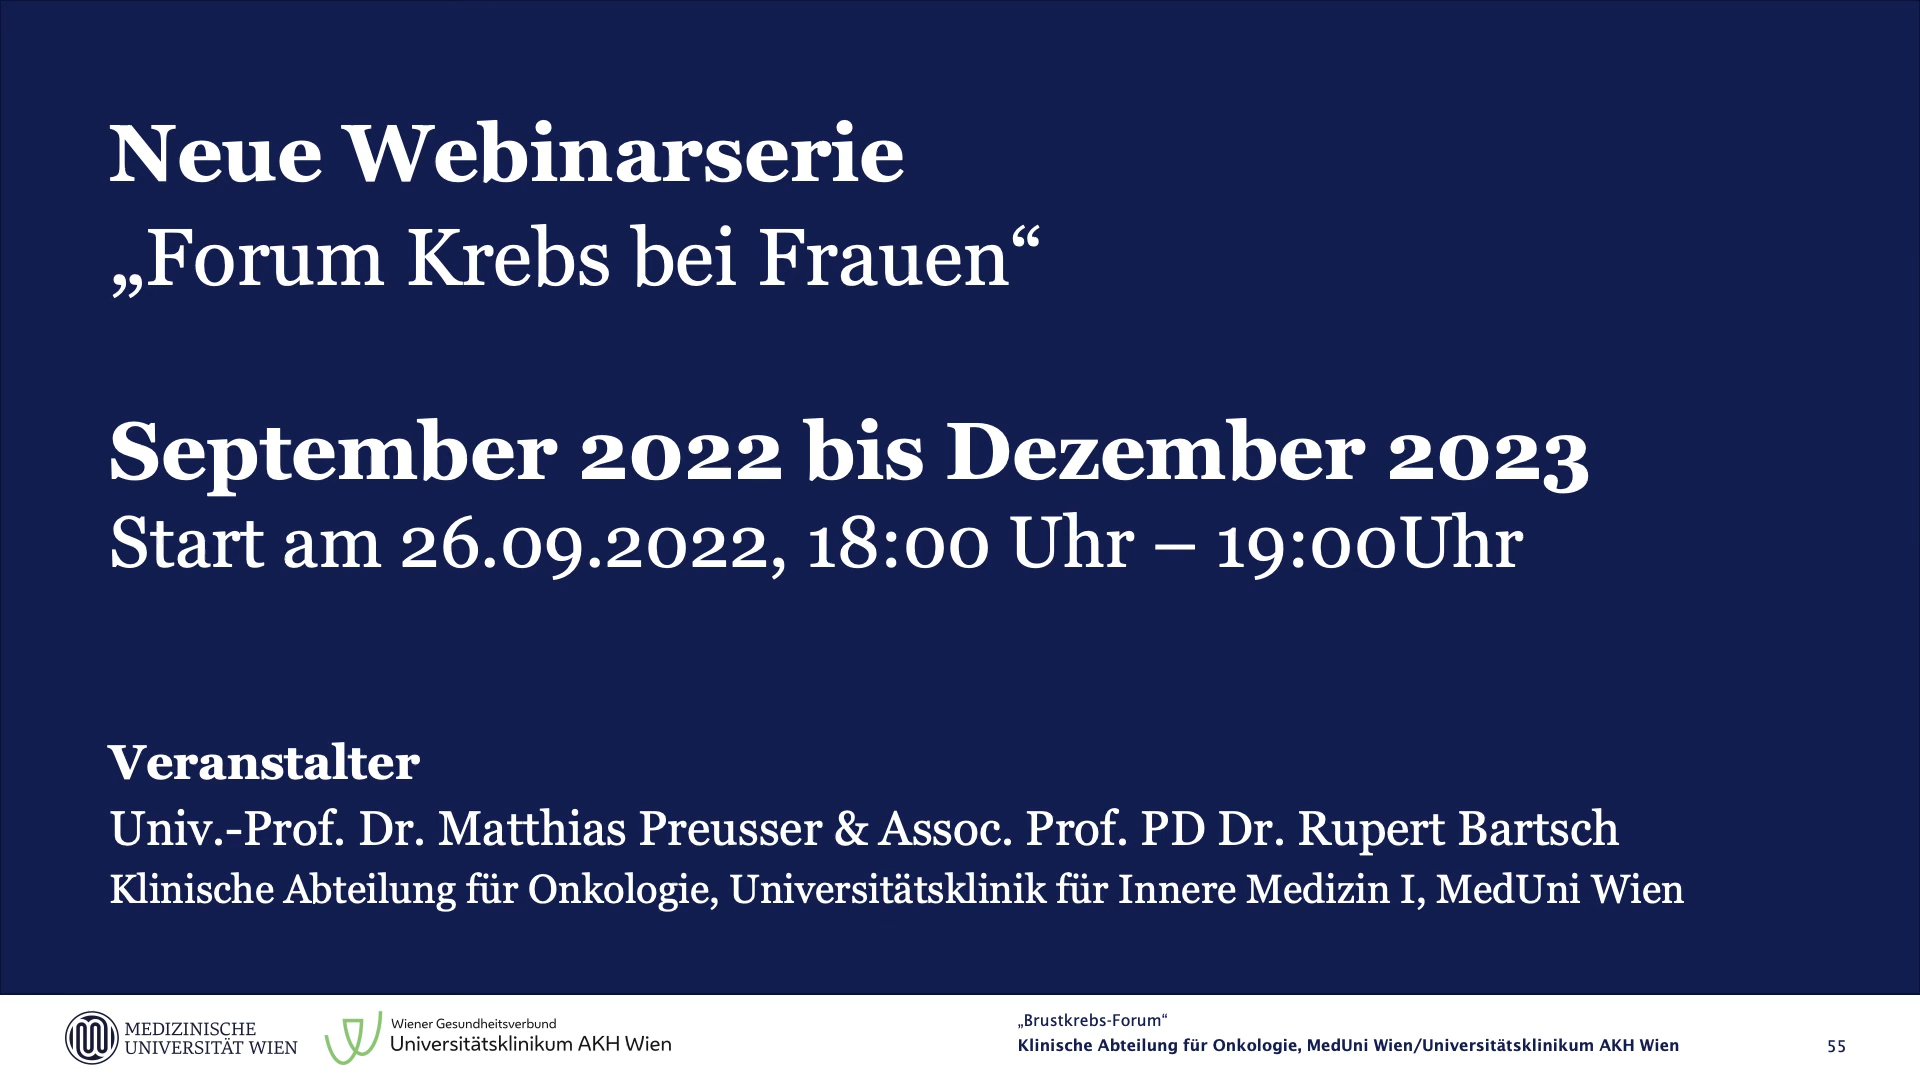 Neue Webinarserie
„Forum Krebs bei Frauen“
September 2022 bis Dezember 2023
Start am 26.09.2022, 18:00 Uhr – 19:00Uhr
Veranstalter
Univ.-Prof. Dr. Matthias Preusser & Assoc. Prof. PD Dr. Rupert Bartsch
Klinische Abteilung für Onkologie, Universitätsklinik für Innere Medizin I, MedUni Wien
MEDIZINISCHE
UNIVERSITÄT WIEN
Wiener Gesundheitsverbund
Universitätsklinikum AKH Wien
„Brustkrebs-Forum“
Klinische Abteilung für Onkologie, MedUni Wien/Universitätsklinikum AKH Wien
55